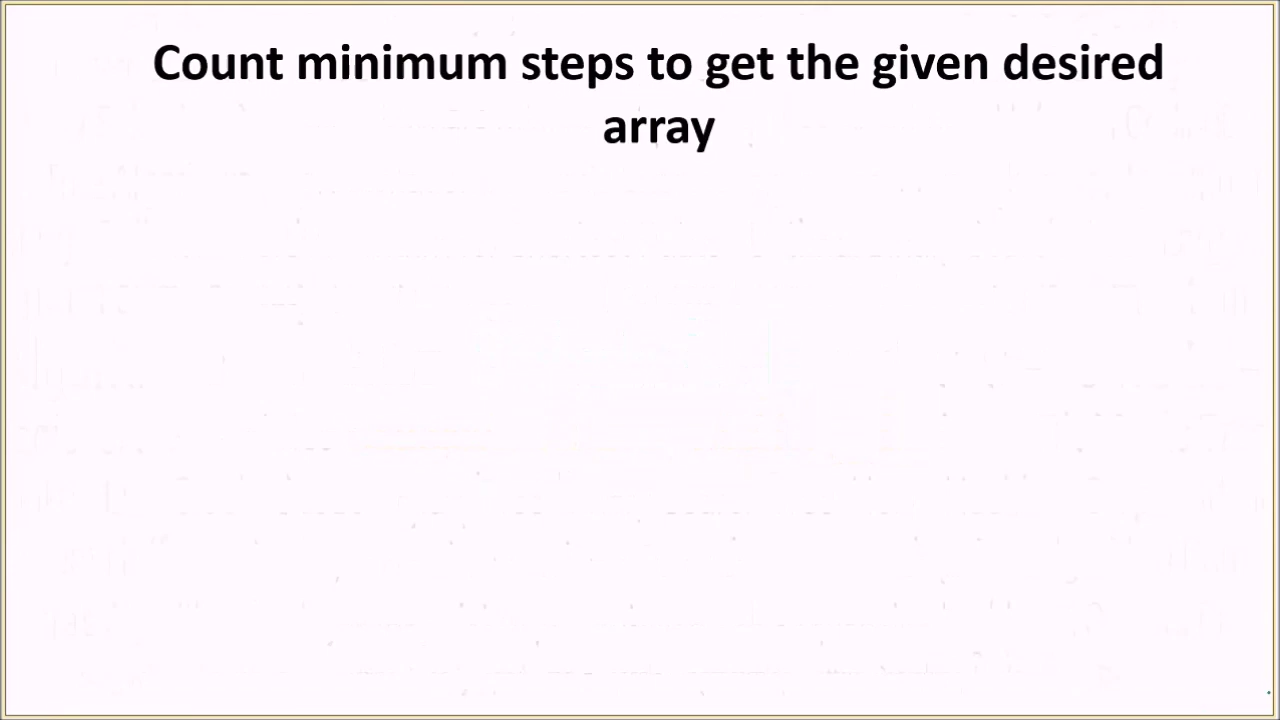 Count minimum steps to get the given desired
array